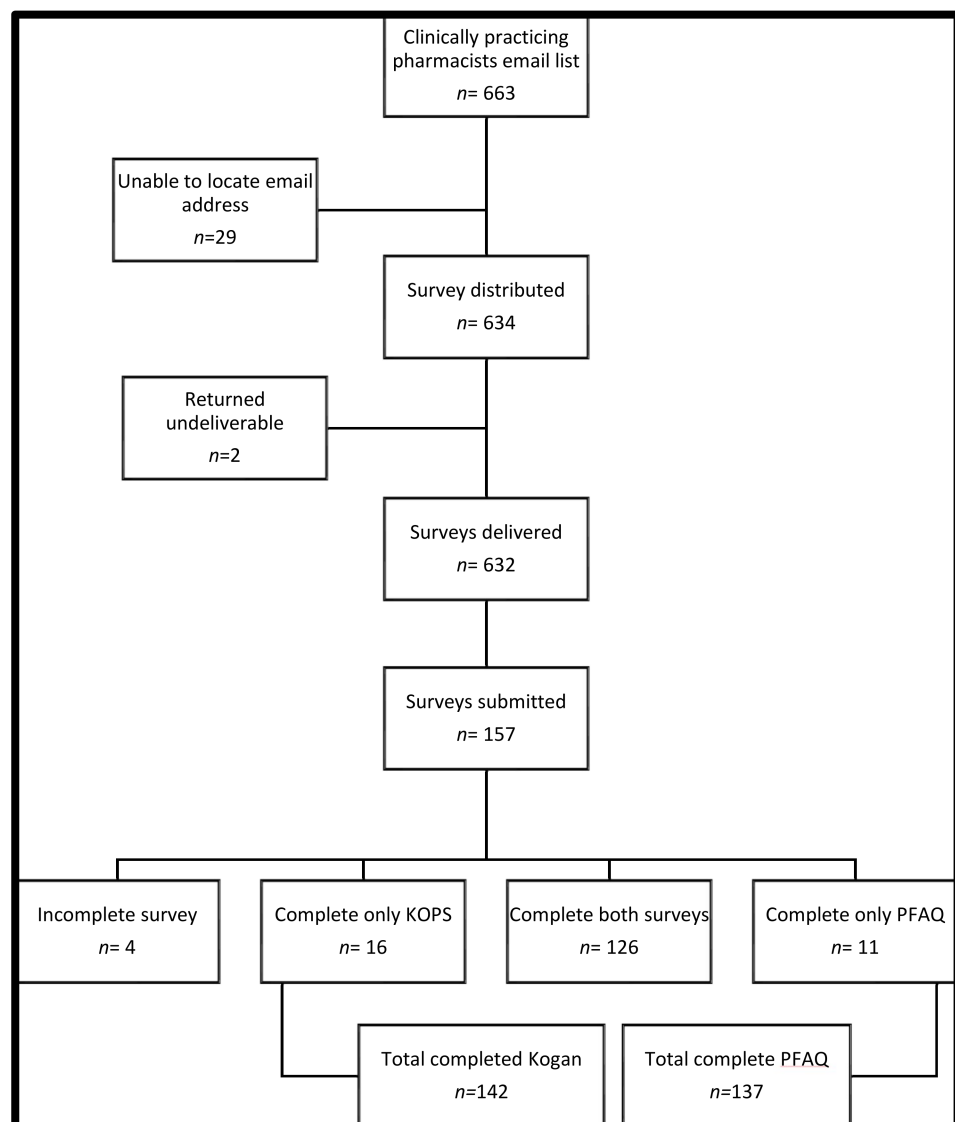 Clinically practicing
pharmacists email list
n= 663
Unable to locate email
address
n=29
Survey distributed
n= 634
Returned
undeliverable
n=2
Surveys delivered
n= 632
Surveys submitted
n= 157
Incomplete survey
n= 4
Complete only KOPS
n= 16
Complete both surveys
n= 126
Complete only PFAQ
n= 11
Total completed Kogan
n=142
Total complete PFAQ
n=137